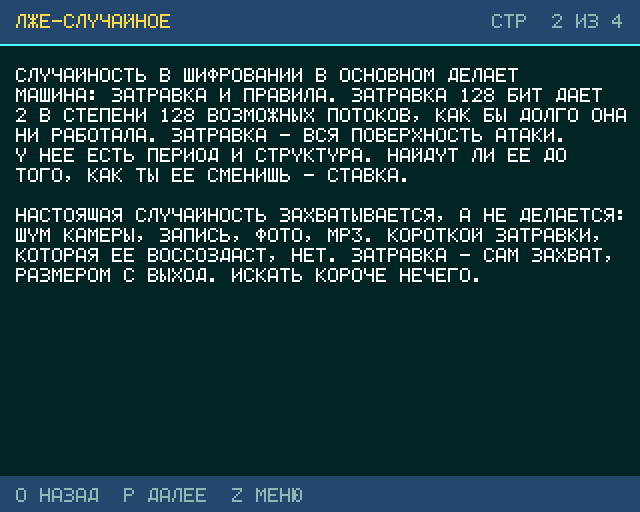 ЛЖЕ-СЛУЧАЙНОЕ СТР 2 ИЗ 4
СЛУЧАЙНОСТЬ В ШИФРОВАНИИ В ОСНОВНОМ ДЕЛАЕТ
МАШИНА: ЗАТРАВКА И ПРАВИЛА. ЗАТРАВКА 128 БИТ ДАЕТ
2 В СТЕПЕНИ 128 ВОЗМОЖНЫХ ПОТОКОВ, КАК БЫ ДОЛГО ОНА
НИ РАБОТАЛА. ЗАТРАВКА - ВСЯ ПОВЕРХНОСТЬ АТАКИ.
У НЕЕ ЕСТЬ ПЕРИОД И СТРУКТУРА. НАЙДУТ ЛИ ЕЕ ДО
ТОГО, КАК ТЫ ЕЕ СМЕНИШЬ - СТАВКА.
НАСТОЯЩАЯ СЛУЧАЙНОСТЬ ЗАХВАТЫВАЕТСЯ, А НЕ ДЕЛАЕТСЯ:
ШУМ КАМЕРЫ, ЗАПИСЬ, ФОТО, MP3. КОРОТКОЙ ЗАТРАВКИ,
КОТОРАЯ ЕЕ ВОССОЗДАСТ, НЕТ. ЗАТРАВКА - САМ ЗАХВАТ,
РАЗМЕРОМ С ВЫХОД. ИСКАТЬ КОРОЧЕ НЕЧЕГО.
O НАЗАД P ДАЛЕЕ Z МЕНЮ